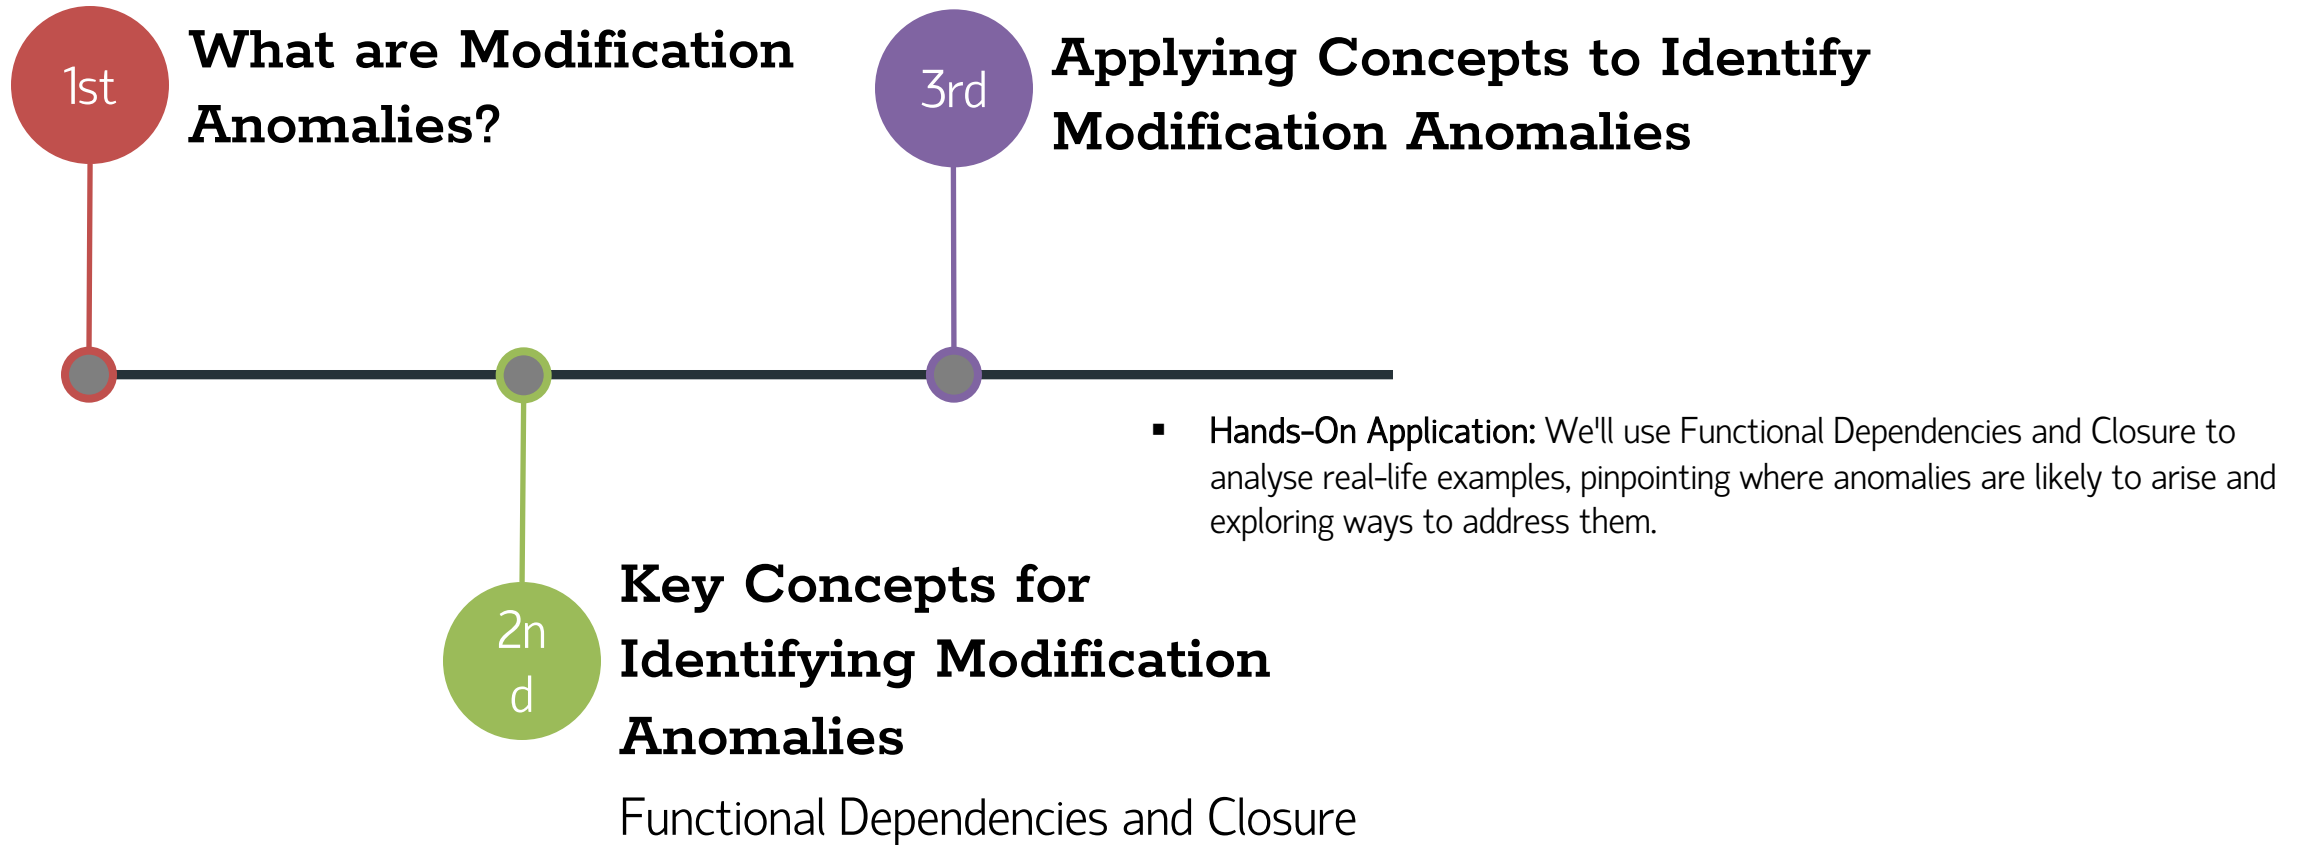 1st
What are Modification
Anomalies?
3rd
Applying Concepts to Identify
Modification Anomalies
▪ Hands-On Application: We'll use Functional Dependencies and Closure to
analyse real-life examples, pinpointing where anomalies are likely to arise and
exploring ways to address them.
2n
d
Key Concepts for
Identifying Modification
Anomalies
Functional Dependencies and Closure